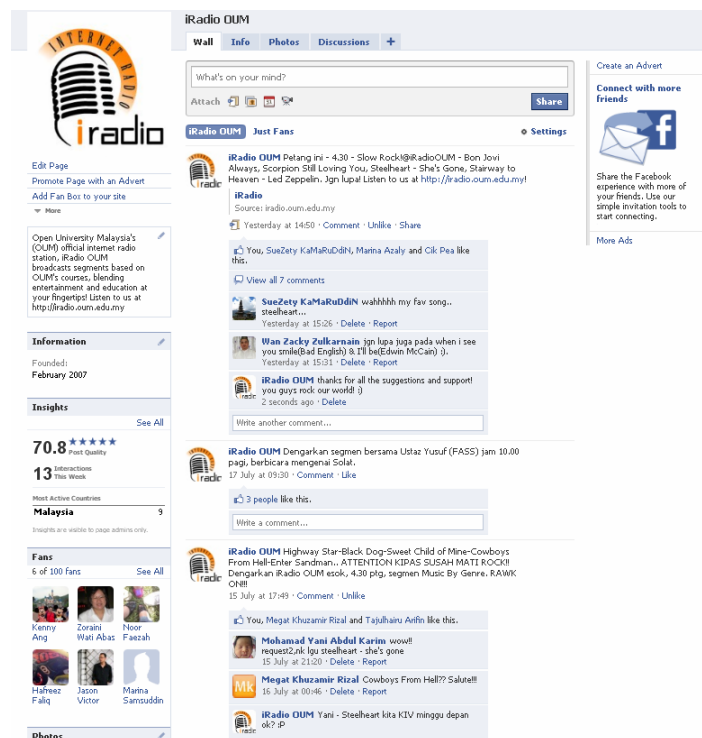 iRadio OUM
INTERNET RADIO
iradio
Wall Info Photos Discussions +
What's on your mind?
Attach
Share
iRadio OUM Just Fans
Settings
Edit Page
Promote Page with an Advert
Add Fan Box to your site
More
Open University Malaysia's
(OUM) official internet radio
station, iRadio OUM
broadcasts segments based on
OUM's courses, blending
entertainment and education at
your fingertips! Listen to us at
http://iradio.oum.edu.my
Information
Founded:
February 2007
Insights
See All
70.8 Post Quality
13 Interactions
This Week
Most Active Countries
Malaysia 9
Insights are visible to page admins only.
Fans
6 of 100 fans See All
Kenny
Ang
Zoraini
Wati Abas
Noor
Faezah
Hafreez
Faliq
Jason
Victor
Marina
Samsuddin
Photos
iRadio OUM Petang ini - 4.30 - Slow Rock!@iRadioOUM - Bon Jovi
Always, Scorpion Still Loving You, Steelheart - She's Gone, Stairway to
Heaven - Led Zeppelin. Jgn lupa! Listen to us at http://iradio.oum.edu.my!
iRadio
Source: iradio.oum.edu.my
Yesterday at 14:50 · Comment · Unlike · Share
You, SueZety KaMaRuDdiN, Marina Azaly and Cik Pea like
this.
View all 7 comments
SueZety KaMaRuDdiN wahhhhh my fav song..
steelheart...
Yesterday at 15:26 · Delete · Report
Wan Zacky Zulkarnain jgn lupa juga pada when i see
you smile(Bad English) & I'll be(Edwin McCain) :).
Yesterday at 15:31 · Delete · Report
iRadio OUM thanks for all the suggestions and support!
you guys rock our world! :)
2 seconds ago · Delete
Write another comment...
iRadio OUM Dengarkan segmen bersama Ustaz Yusuf (FASS) jam 10.00
pagi, berbicara mengenai Solat.
17 July at 09:30 · Comment · Like
3 people like this.
Write a comment...
iRadio OUM Highway Star-Black Dog-Sweet Child of Mine-Cowboys
From Hell-Enter Sandman.. ATTENTION KIPAS SUSAH MATI ROCK!!
Dengarkan iRadio OUM esok, 4.30 ptg, segmen Music By Genre. RAWK
ON!!!
15 July at 17:49 · Comment · Unlike
You, Megat Khuzamir Rizal and Tajulhairu Arifin like this.
Mohamad Yani Abdul Karim wow!!
request2,nk lgu steelheart - she's gone
15 July at 21:20 · Delete · Report
Mk
Megat Khuzamir Rizal Cowboys From Hell?? Salute!!!
16 July at 00:46 · Delete · Report
iRadio OUM Yani - Steelheart kita KIV minggu depan
ok? :P
Create an Advert
Connect with more
friends
Share the Facebook
experience with more of
your friends. Use our
simple invitation tools to
start connecting.
More Ads